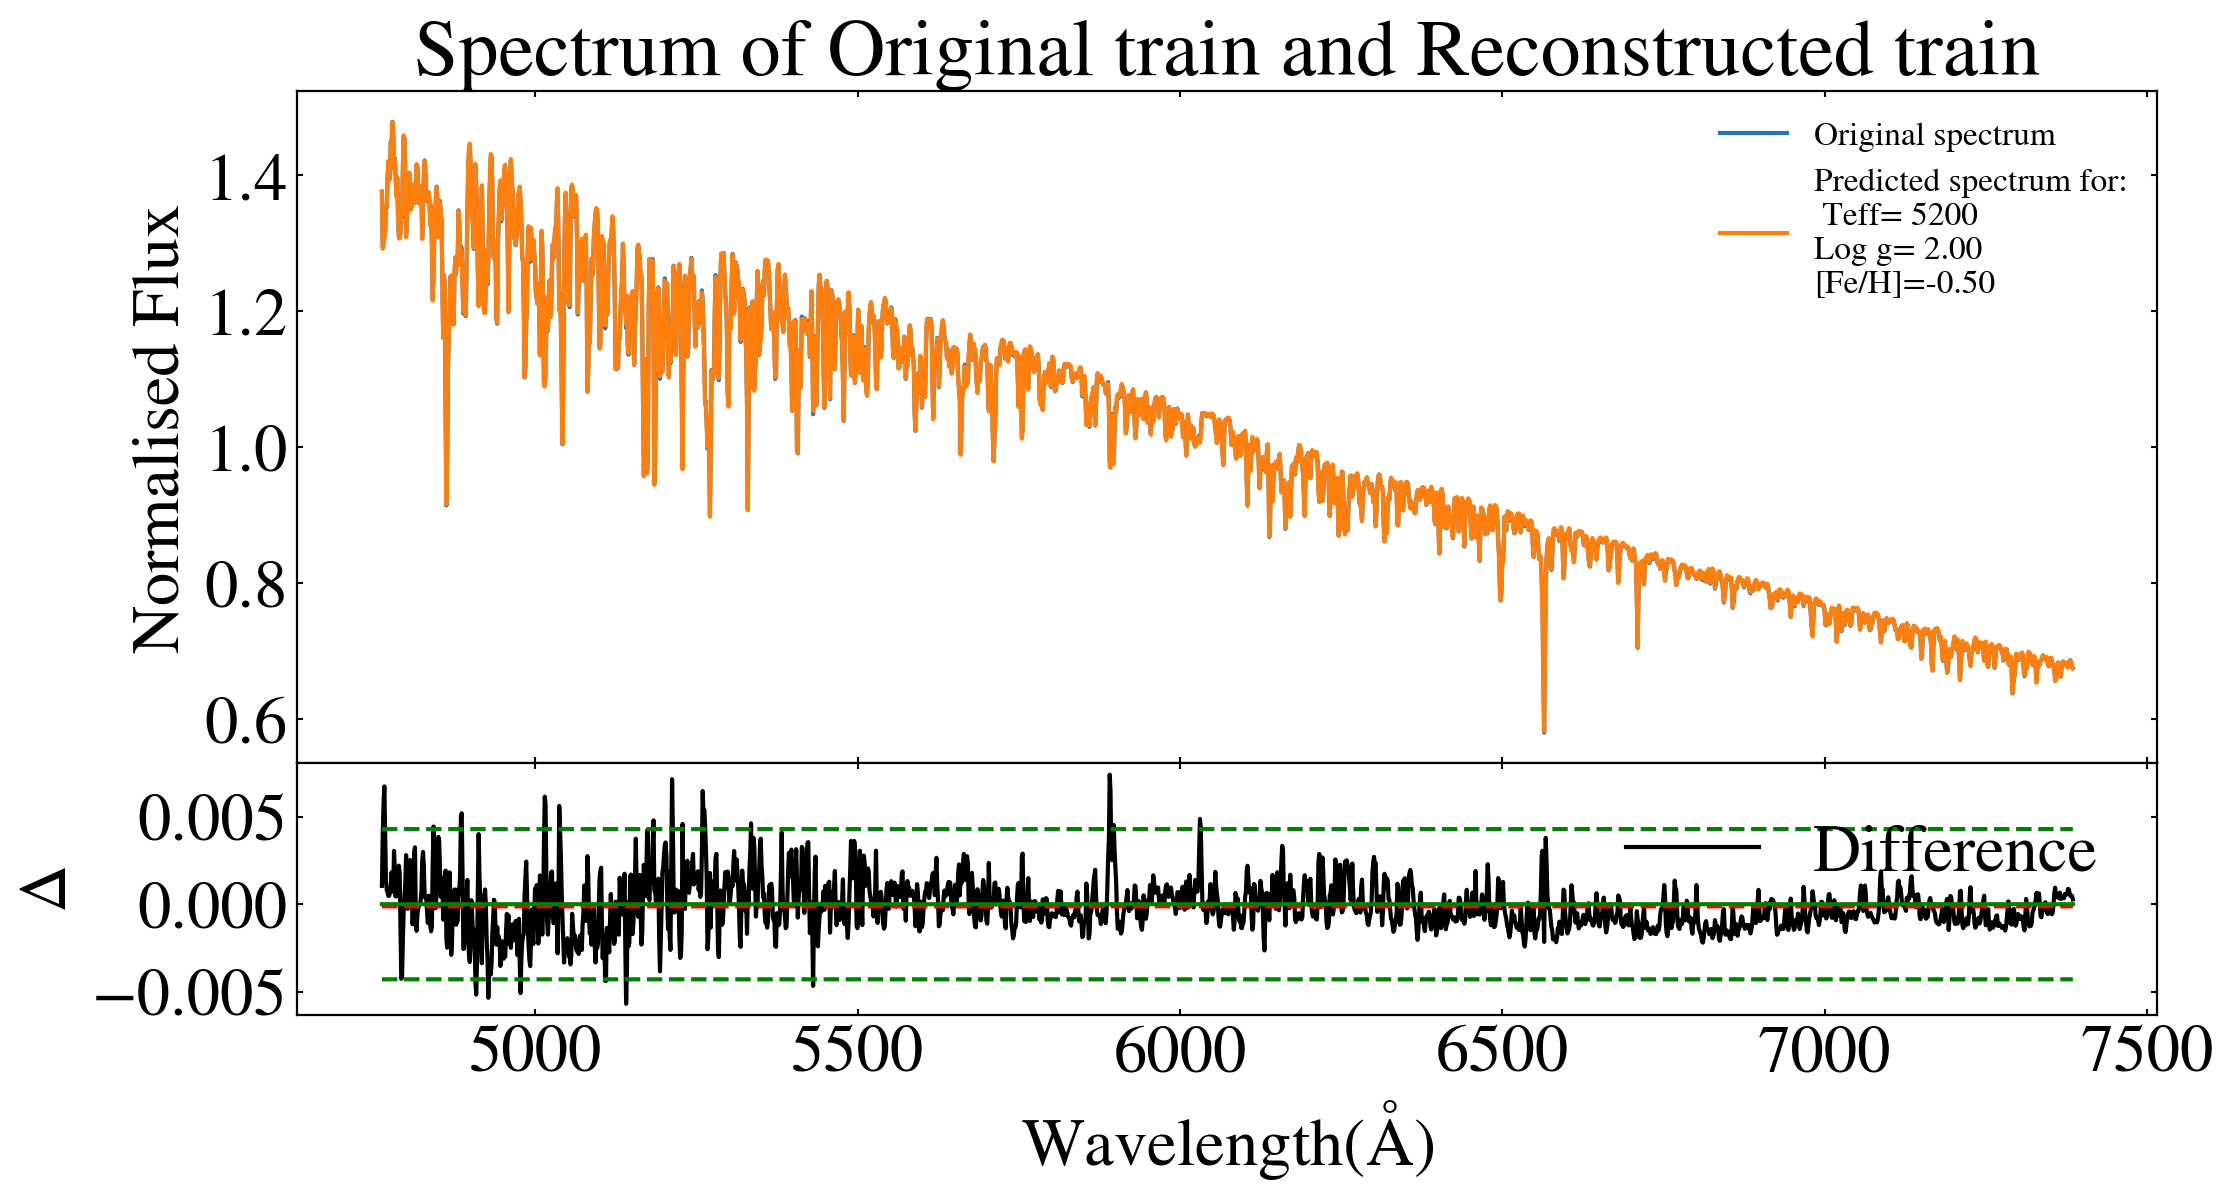 Spectrum of Original train and Reconstructed train
Normalised Flux
1.4
1.2
1.0
0.8
0.6
Original spectrum
Predicted spectrum for:
Teff= 5200
Log g= 2.00
[Fe/H]=-0.50
Δ
0.005
0.000
−0.005
Difference
5000 5500 6000 6500 7000 7500
Wavelength(Å)